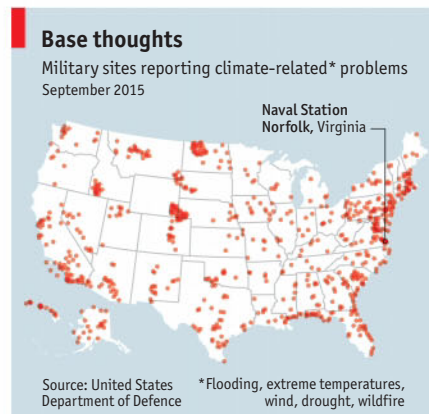 Base thoughts
Military sites reporting climate-related* problems
September 2015
Naval Station
Norfolk, Virginia
Source: United States
Department of Defence
*Flooding, extreme temperatures,
wind, drought, wildfire